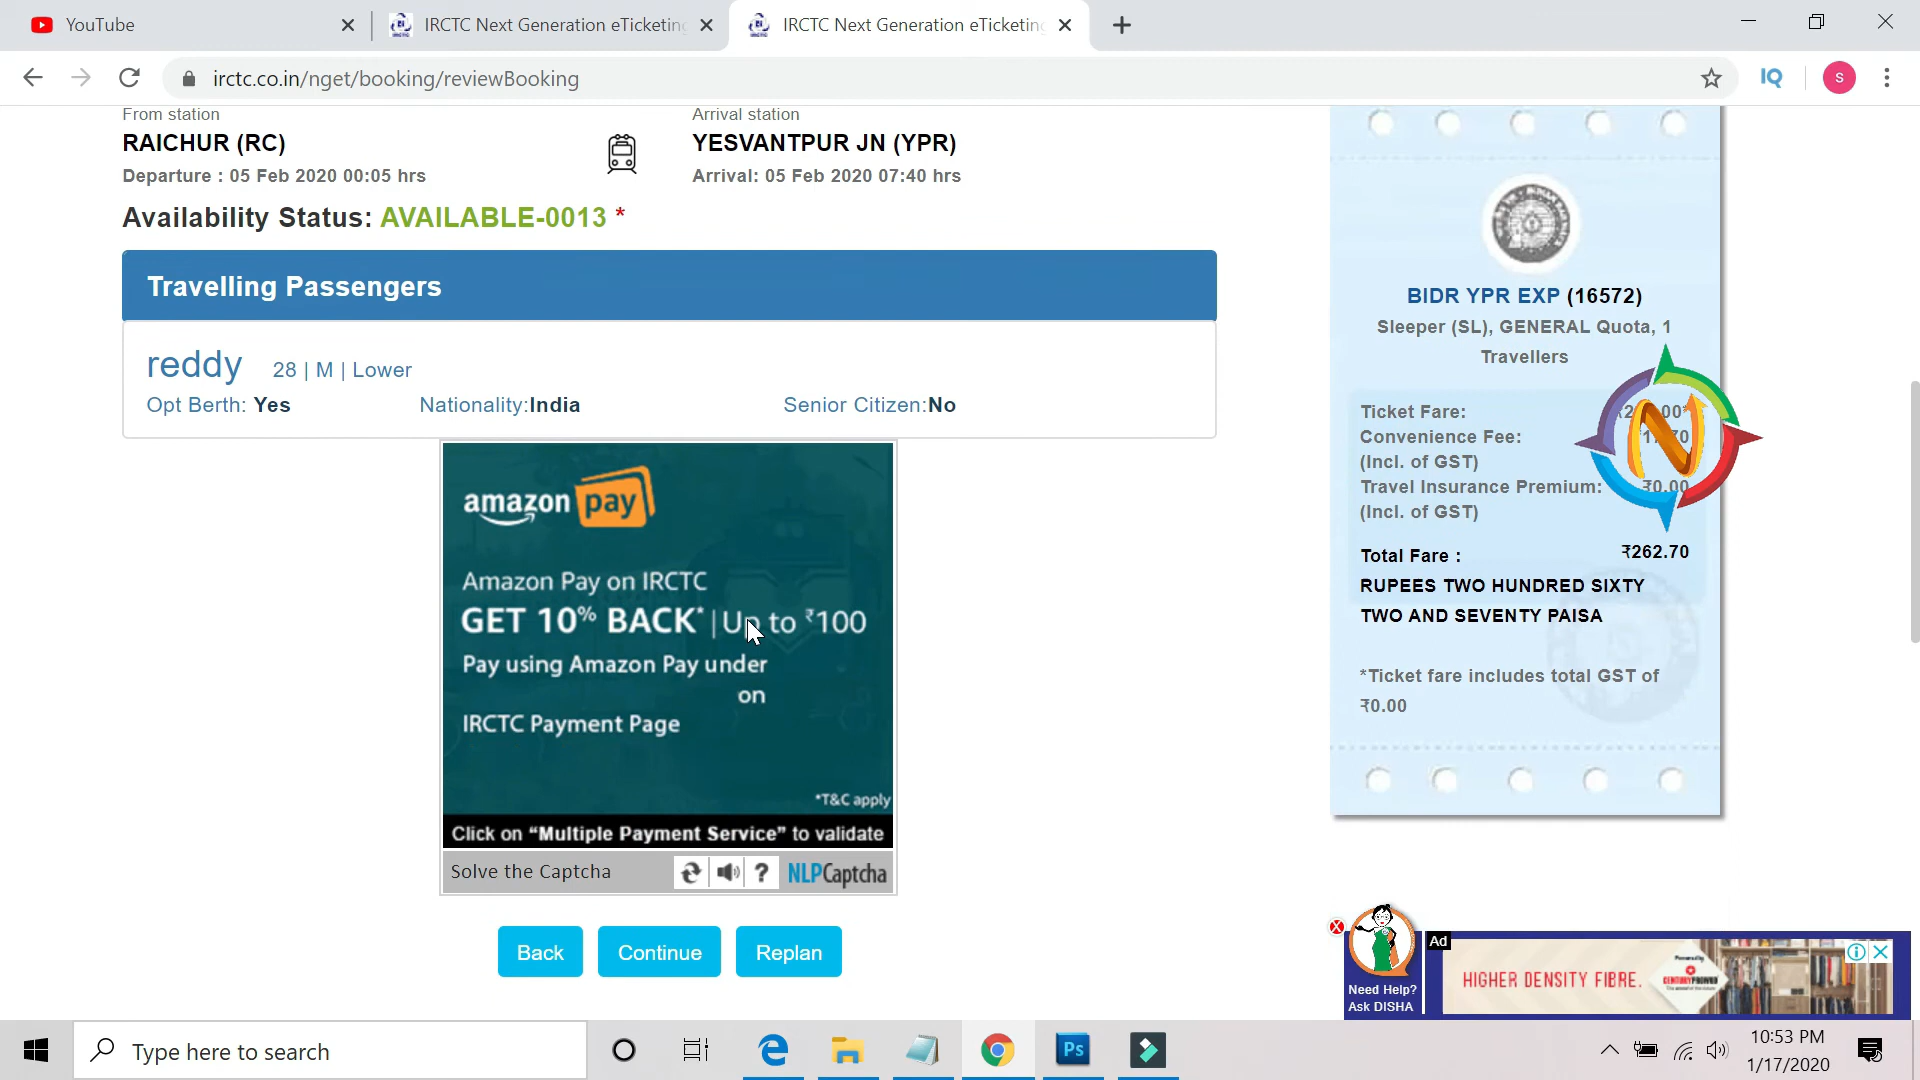 YouTube
IRCTC Next Generation eTicketing
IRCTC Next Generation eTicketing
irctc.co.in/nget/booking/reviewBooking
IQ
S
From station
RAICHUR (RC)
Departure : 05 Feb 2020 00:05 hrs
Arrival station
YESVANTPUR JN (YPR)
Arrival: 05 Feb 2020 07:40 hrs
Availability Status: AVAILABLE-0013 *
Travelling Passengers
reddy 28 | M | Lower
Opt Berth: Yes Nationality:India Senior Citizen:No
amazon pay
Amazon Pay on IRCTC
GET 10% BACK* | Up to ₹100
Pay using Amazon Pay under
on
IRCTC Payment Page
*T&C apply
Click on “Multiple Payment Service” to validate
Solve the Captcha ? NLPCaptcha
Back Continue Replan
BIDR YPR EXP (16572)
Sleeper (SL), GENERAL Quota, 1
Travellers
Ticket Fare:
Convenience Fee:
(Incl. of GST)
Travel Insurance Premium: ₹0.00
(Incl. of GST)
Total Fare : ₹262.70
RUPEES TWO HUNDRED SIXTY
TWO AND SEVENTY PAISA
*Ticket fare includes total GST of
₹0.00
N
X
Need Help?
Ask DISHA
Ad
HIGHER DENSITY FIBRE.
CENTURYPROWUD
Type here to search
Ps
10:53 PM
1/17/2020